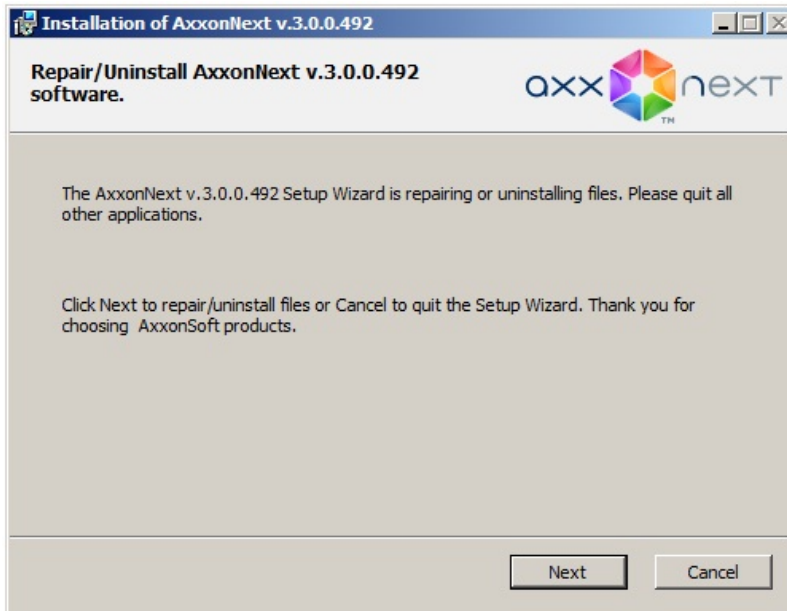 Installation of AxxonNext v.3.0.0.492
Repair/Uninstall AxxonNext v.3.0.0.492
software.
axx next
TM
The AxxonNext v.3.0.0.492 Setup Wizard is repairing or uninstalling files. Please quit all
other applications.
Click Next to repair/uninstall files or Cancel to quit the Setup Wizard. Thank you for
choosing  AxxonSoft products.
Next
Cancel